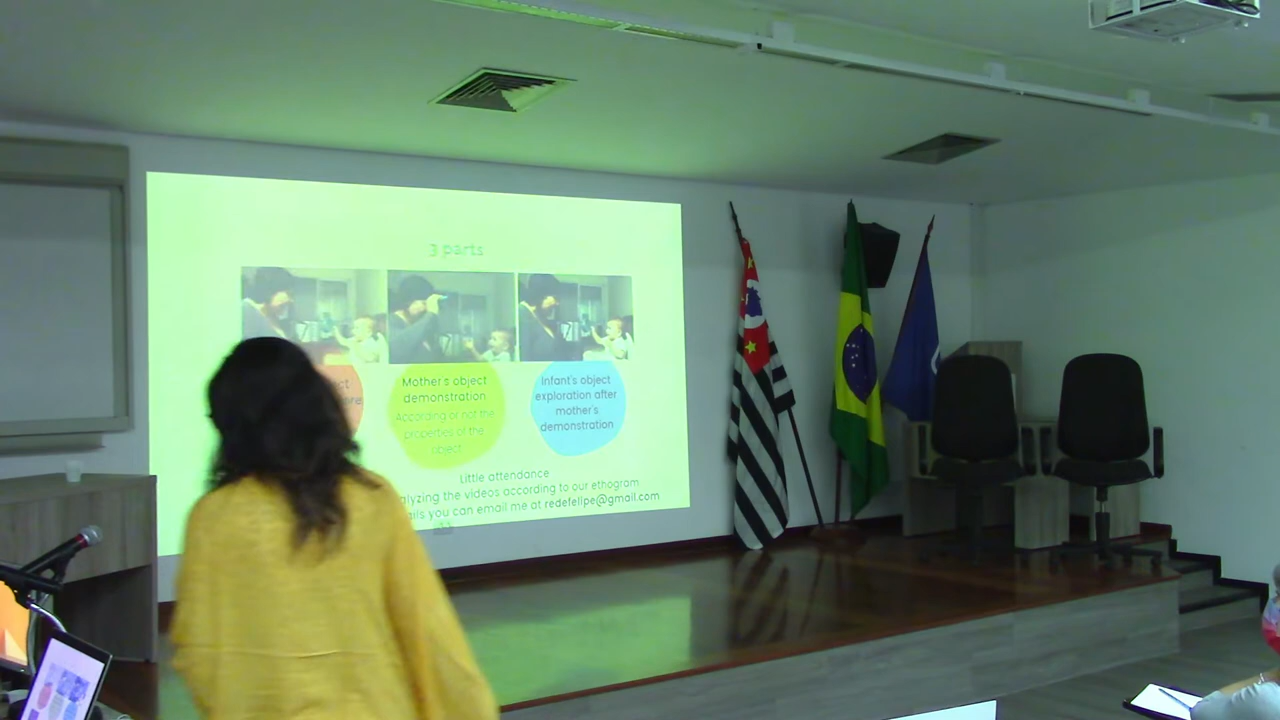 3 parts
Mother's object
demonstration
According or not the
properties of the
object
Infant's object
exploration after
mother's
demonstration
Little attendance
alyzing the videos according to our ethogram
ails you can email me at redefelipe@gmail.com